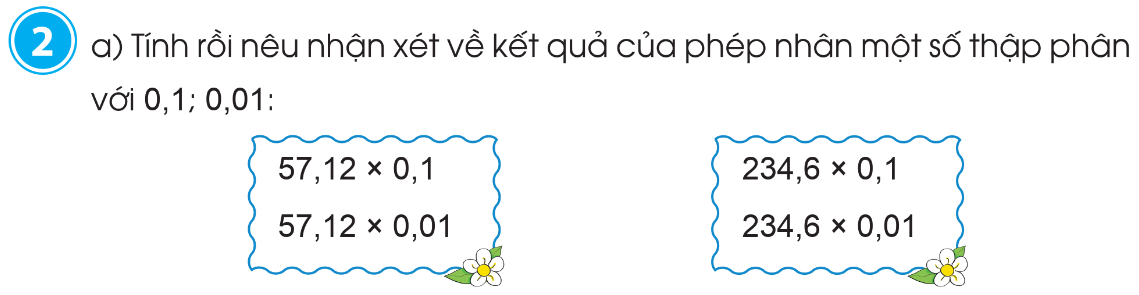 2 a) Tính rồi nêu nhận xét về kết quả của phép nhân một số thập phân
với 0,1; 0,01:
57,12 × 0,1
57,12 × 0,01
234,6 × 0,1
234,6 × 0,01